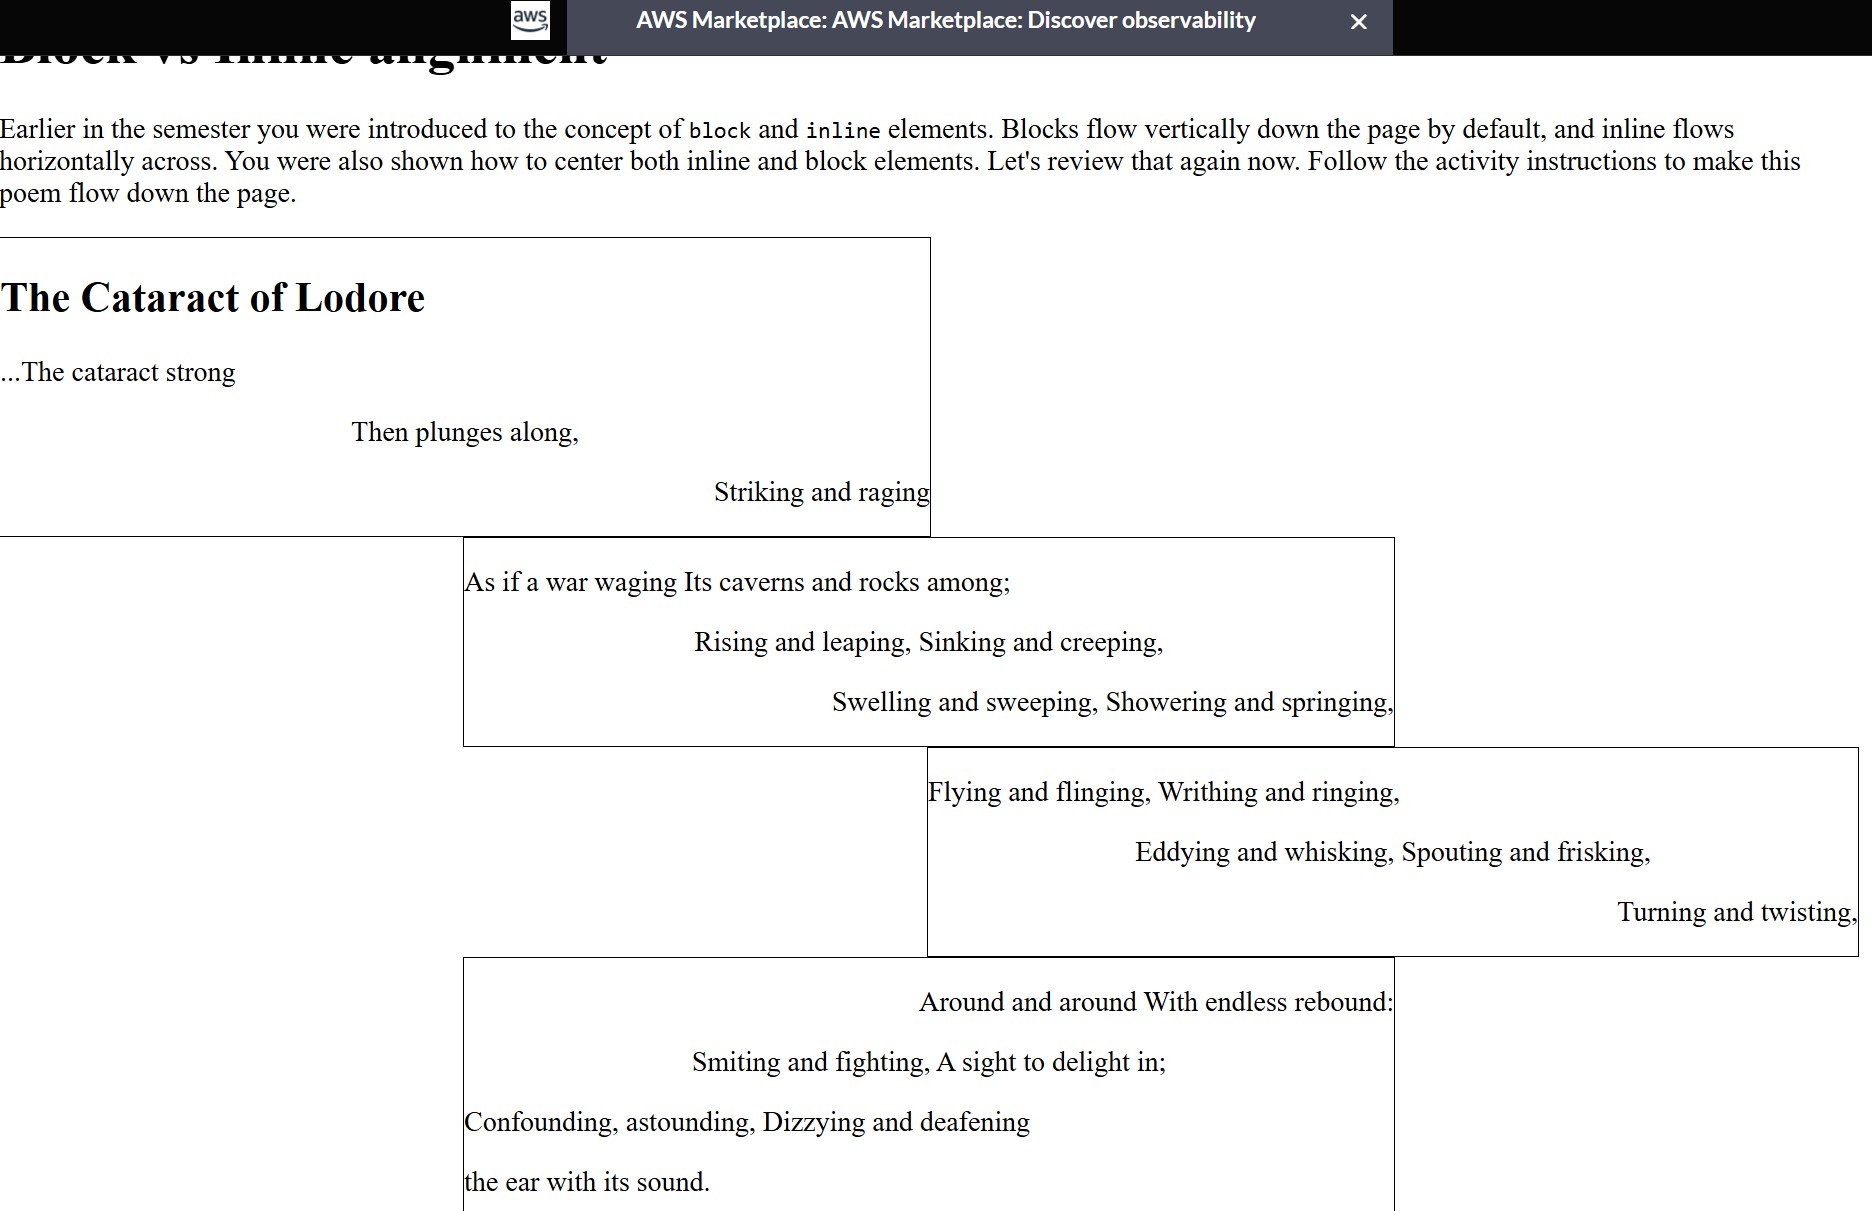 aws
AWS Marketplace: AWS Marketplace: Discover observability
Block vs Inline alignment
Earlier in the semester you were introduced to the concept of block and inline elements. Blocks flow vertically down the page by default, and inline flows
horizontally across. You were also shown how to center both inline and block elements. Let's review that again now. Follow the activity instructions to make this
poem flow down the page.
The Cataract of Lodore
...The cataract strong
Then plunges along,
Striking and raging
As if a war waging Its caverns and rocks among;
Rising and leaping, Sinking and creeping,
Swelling and sweeping, Showering and springing,
Flying and flinging, Writhing and ringing,
Eddying and whisking, Spouting and frisking,
Turning and twisting,
Around and around With endless rebound:
Smiting and fighting, A sight to delight in;
Confounding, astounding, Dizzying and deafening
the ear with its sound.